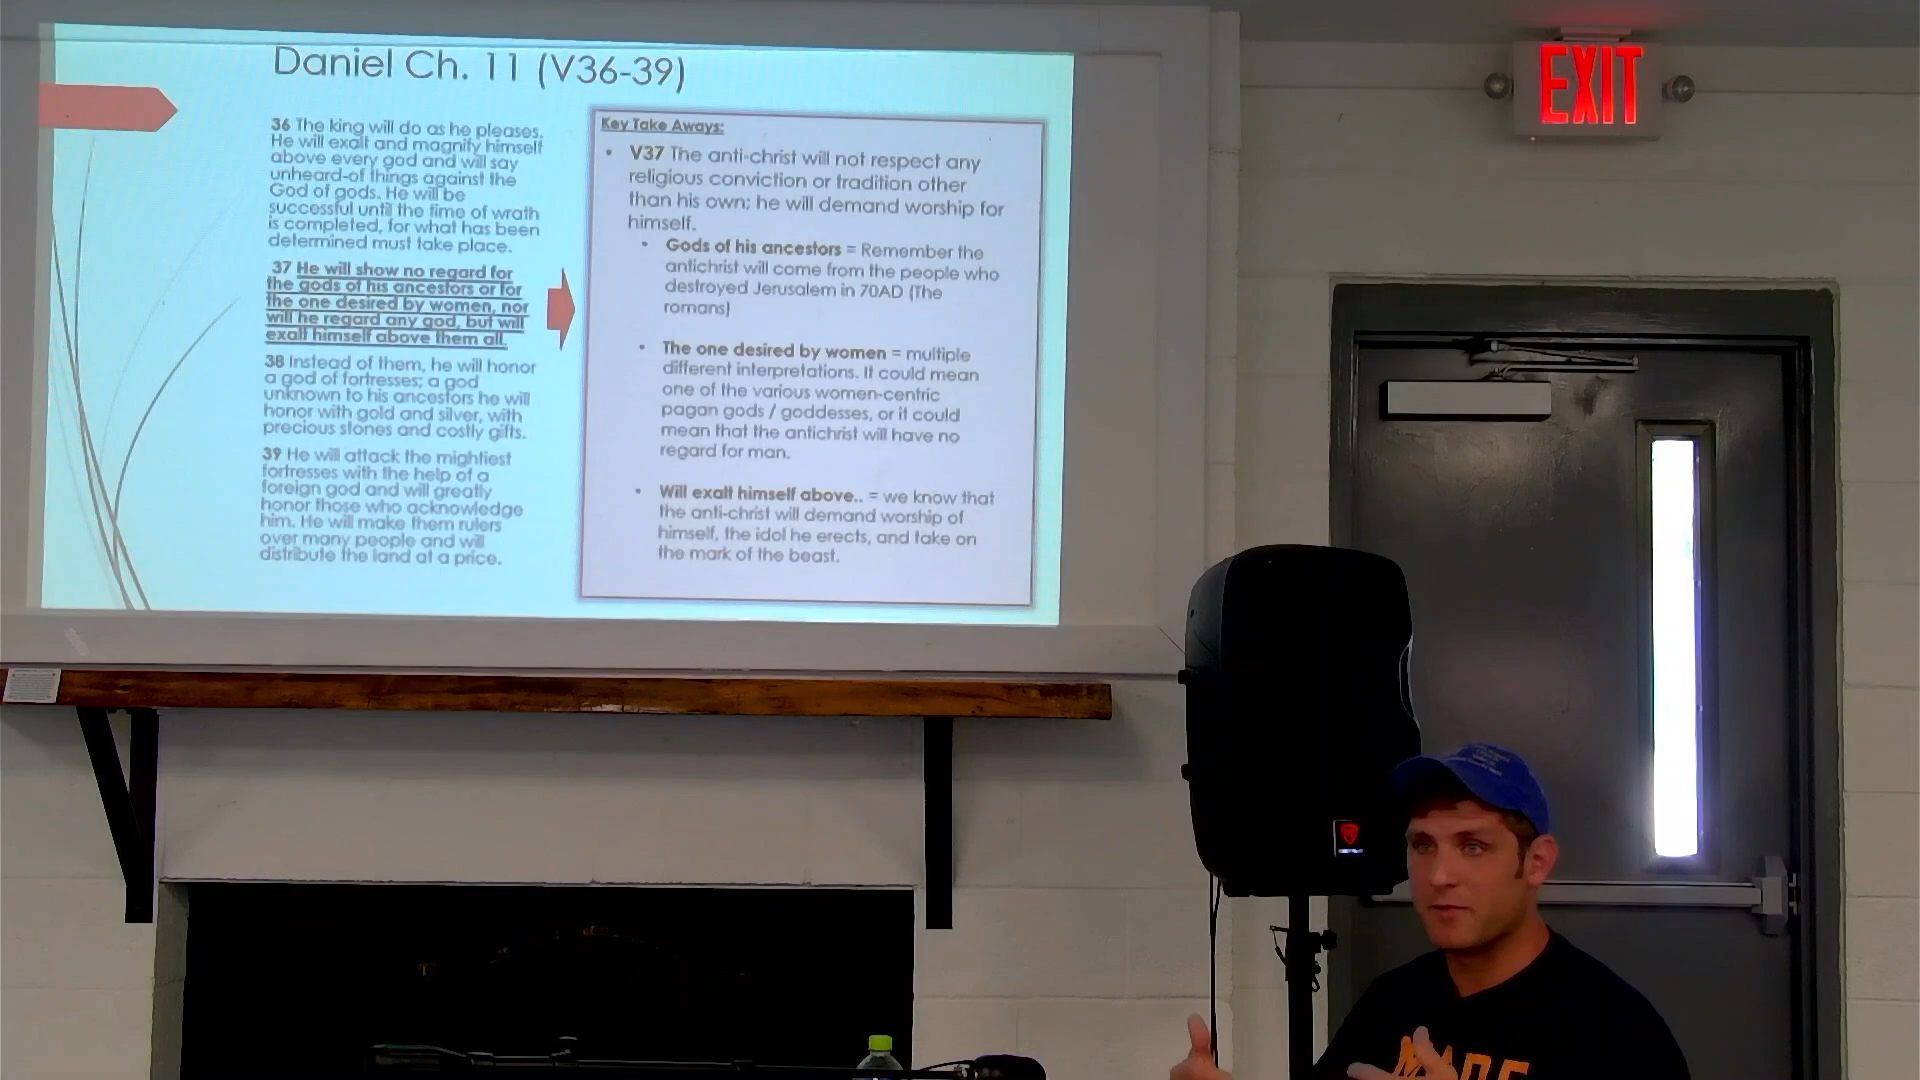 Daniel Ch. 11 (V36-39)
36 The king will do as he pleases.
He will exalt and magnify himself
above every god and will say
unheard-of things against the
God of gods. He will be
successful until the time of wrath
is completed, for what has been
determined must take place.
37 He will show no regard for
the gods of his ancestors or for
the one desired by women, nor
will he regard any god, but will
exalt himself above them all.
38 Instead of them, he will honor
a god of fortresses; a god
unknown to his ancestors he will
honor with gold and silver, with
precious stones and costly gifts.
39 He will attack the mightiest
fortresses with the help of a
foreign god and will greatly
honor those who acknowledge
him. He will make them rulers
over many people and will
distribute the land at a price.
Key Take Aways:
• V37 The anti-christ will not respect any
religious conviction or tradition other
than his own; he will demand worship for
himself.
• Gods of his ancestors = Remember the
antichrist will come from the people who
destroyed Jerusalem in 70AD (The
romans)
• The one desired by women = multiple
different interpretations. It could mean
one of the various women-centric
pagan gods / goddesses, or it could
mean that the antichrist will have no
regard for man.
• Will exalt himself above.. = we know that
the anti-christ will demand worship of
himself, the idol he erects, and take on
the mark of the beast.
EXIT
MADE